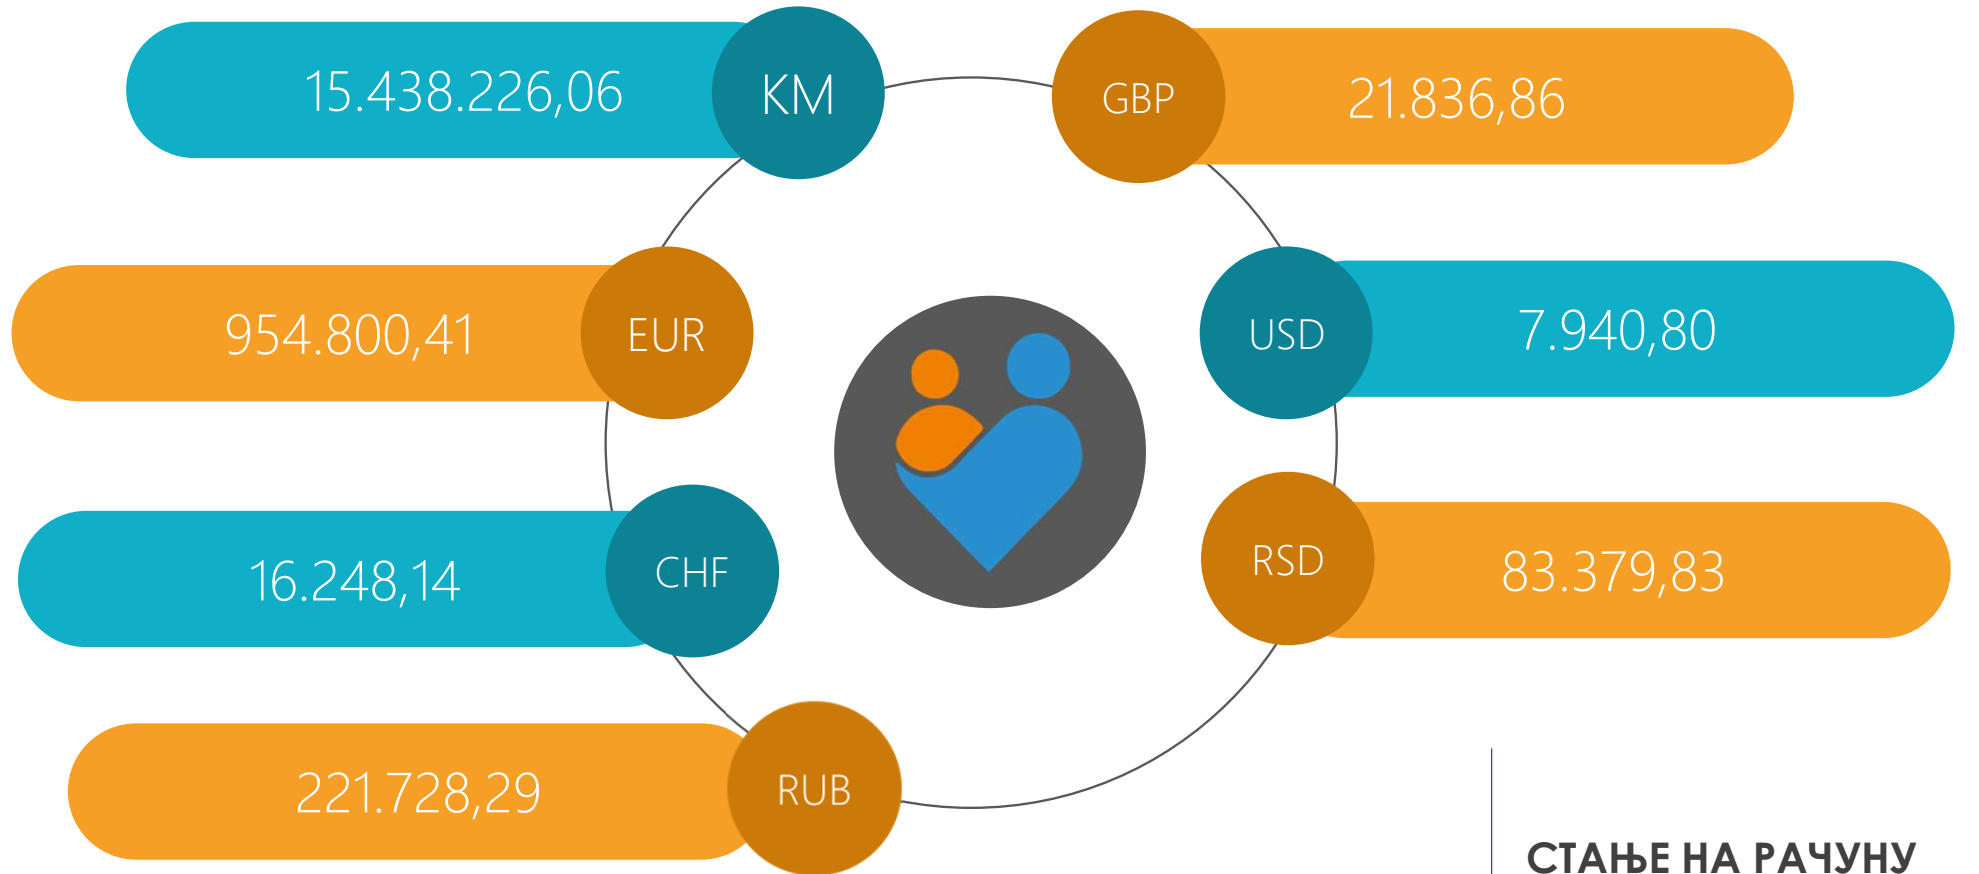 15.438.226,06
KM
GBP
21.836,86
954.800,41
EUR
USD
7.940,80
16.248,14
CHF
RSD
83.379,83
221.728,29
RUB
СТАЊЕ НА РАЧУНУ